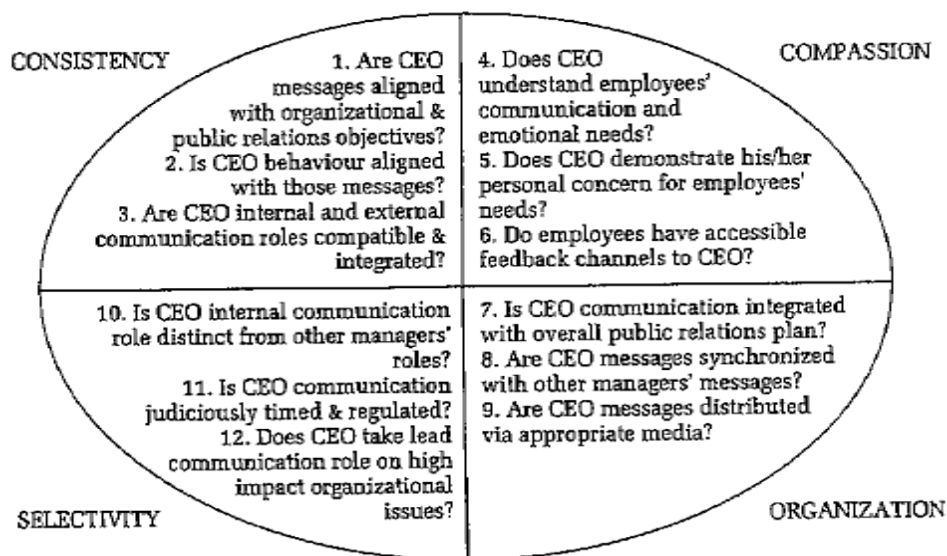 CONSISTENCY
1. Are CEO
messages aligned
with organizational &
public relations objectives?
2. Is CEO behaviour aligned
with those messages?
3. Are CEO internal and external
communication roles compatible &
integrated?
COMPASSION
4. Does CEO
understand employees'
communication and
emotional needs?
5. Does CEO demonstrate his/her
personal concern for employees'
needs?
6. Do employees have accessible
feedback channels to CEO?
7. Is CEO communication integrated
with overall public relations plan?
8. Are CEO messages synchronized
with other managers' messages?
9. Are CEO messages distributed
via appropriate media?
ORGANIZATION
10. Is CEO internal communication
role distinct from other managers'
roles?
11. Is CEO communication
judiciously timed & regulated?
12. Does CEO take lead
communication role on high
impact organizational
issues?
SELECTIVITY